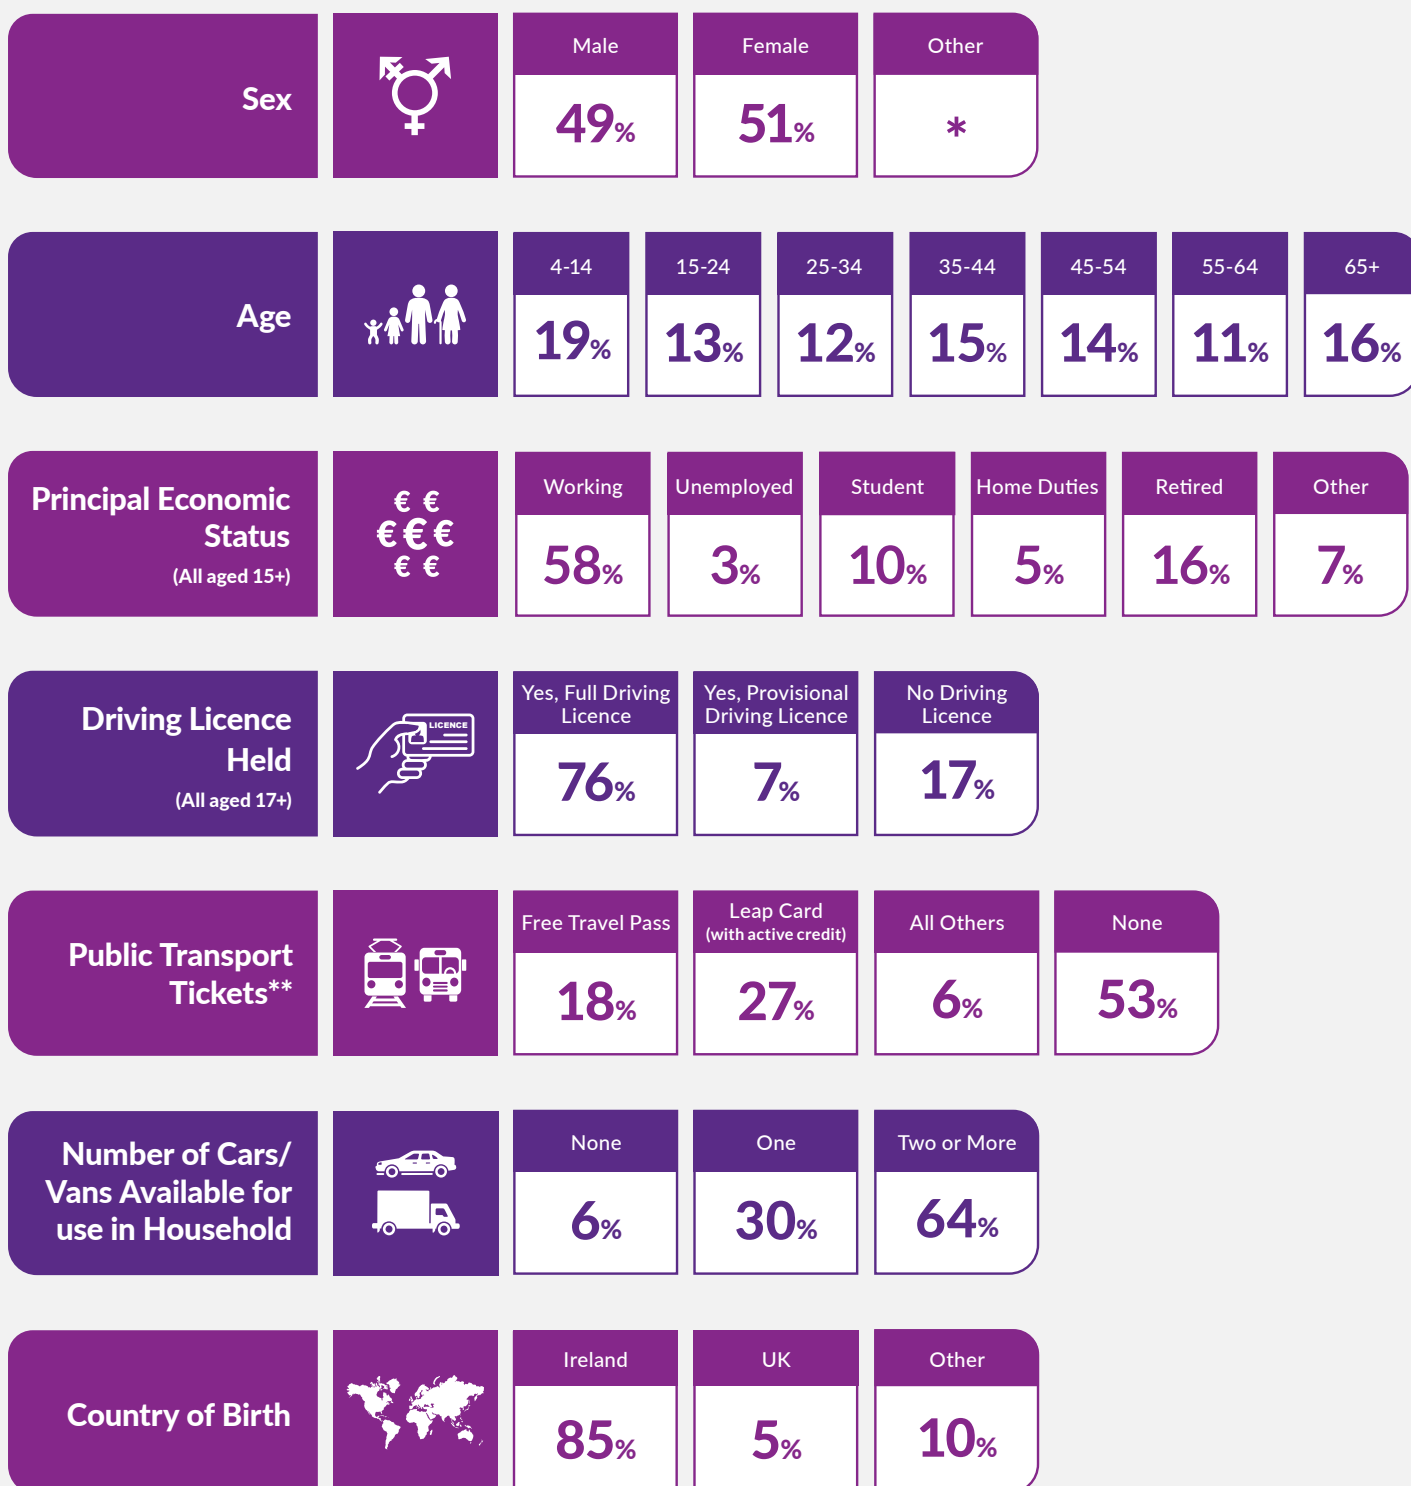 Sex
Male
Female
Other
49%
51%
*
Age
4-14
15-24
25-34
35-44
45-54
55-64
65+
19%
13%
12%
15%
14%
11%
16%
Principal Economic
Status
(All aged 15+)
€ €
€ € €
€ €
Working
Unemployed
Student
Home Duties
Retired
Other
58%
3%
10%
5%
16%
7%
Driving Licence
Held
(All aged 17+)
LICENCE
Yes, Full Driving
Licence
Yes, Provisional
Driving Licence
No Driving
Licence
76%
7%
17%
Public Transport
Tickets**
Free Travel Pass
Leap Card
(with active credit)
All Others
None
18%
27%
6%
53%
Number of Cars/
Vans Available for
use in Household
None
One
Two or More
6%
30%
64%
Country of Birth
Ireland
UK
Other
85%
5%
10%